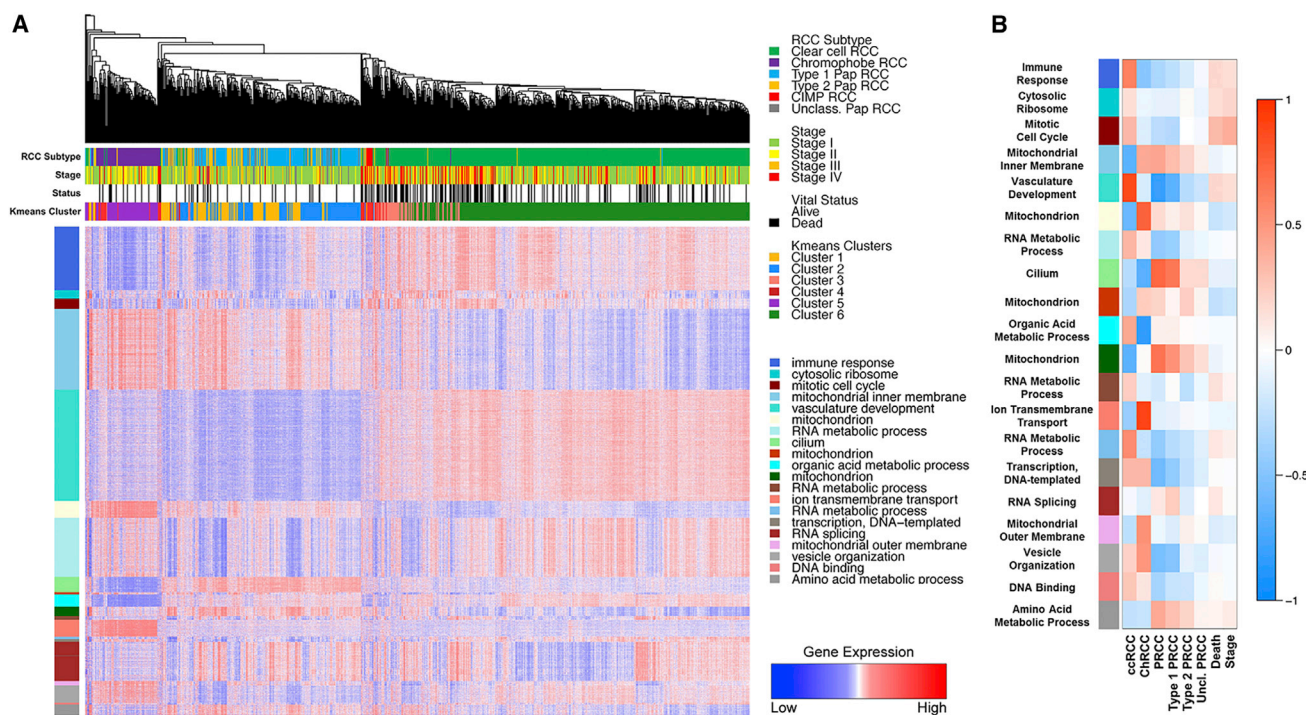 A
RCC Subtype
Clear cell RCC
Chromophobe RCC
Type 1 Pap RCC
Type 2 Pap RCC
CIMP RCC
Unclass. Pap RCC
Stage
Stage I
Stage II
Stage III
Stage IV
Vital Status
Alive
Dead
Kmeans Clusters
Cluster 1
Cluster 2
Cluster 3
Cluster 4
Cluster 5
Cluster 6
RCC Subtype
Stage
Status
Kmeans Cluster
immune response
cytosolic ribosome
mitotic cell cycle
mitochondrial inner membrane
vasculature development
mitochondrion
RNA metabolic process
cilium
mitochondrion
organic acid metabolic process
mitochondrion
RNA metabolic process
ion transmembrane transport
RNA metabolic process
transcription, DNA−templated
RNA splicing
mitochondrial outer membrane
vesicle organization
DNA binding
Amino acid metabolic process
Gene Expression
Low
High
B
Immune
Response
Cytosolic
Ribosome
Mitotic
Cell Cycle
Mitochondrial
Inner Membrane
Vasculature
Development
Mitochondrion
RNA Metabolic
Process
Cilium
Mitochondrion
Organic Acid
Metabolic Process
Mitochondrion
RNA Metabolic
Process
Ion Transmembrane
Transport
RNA Metabolic
Process
Transcription,
DNA-templated
RNA Splicing
Mitochondrial
Outer Membrane
Vesicle
Organization
DNA Binding
Amino Acid
Metabolic Process
ccRCC
ChRCC
PRCC
Type 1 PRCC
Type 2 PRCC
Uncl. PRCC
Death
Stage
1
0.5
0
−0.5
−1